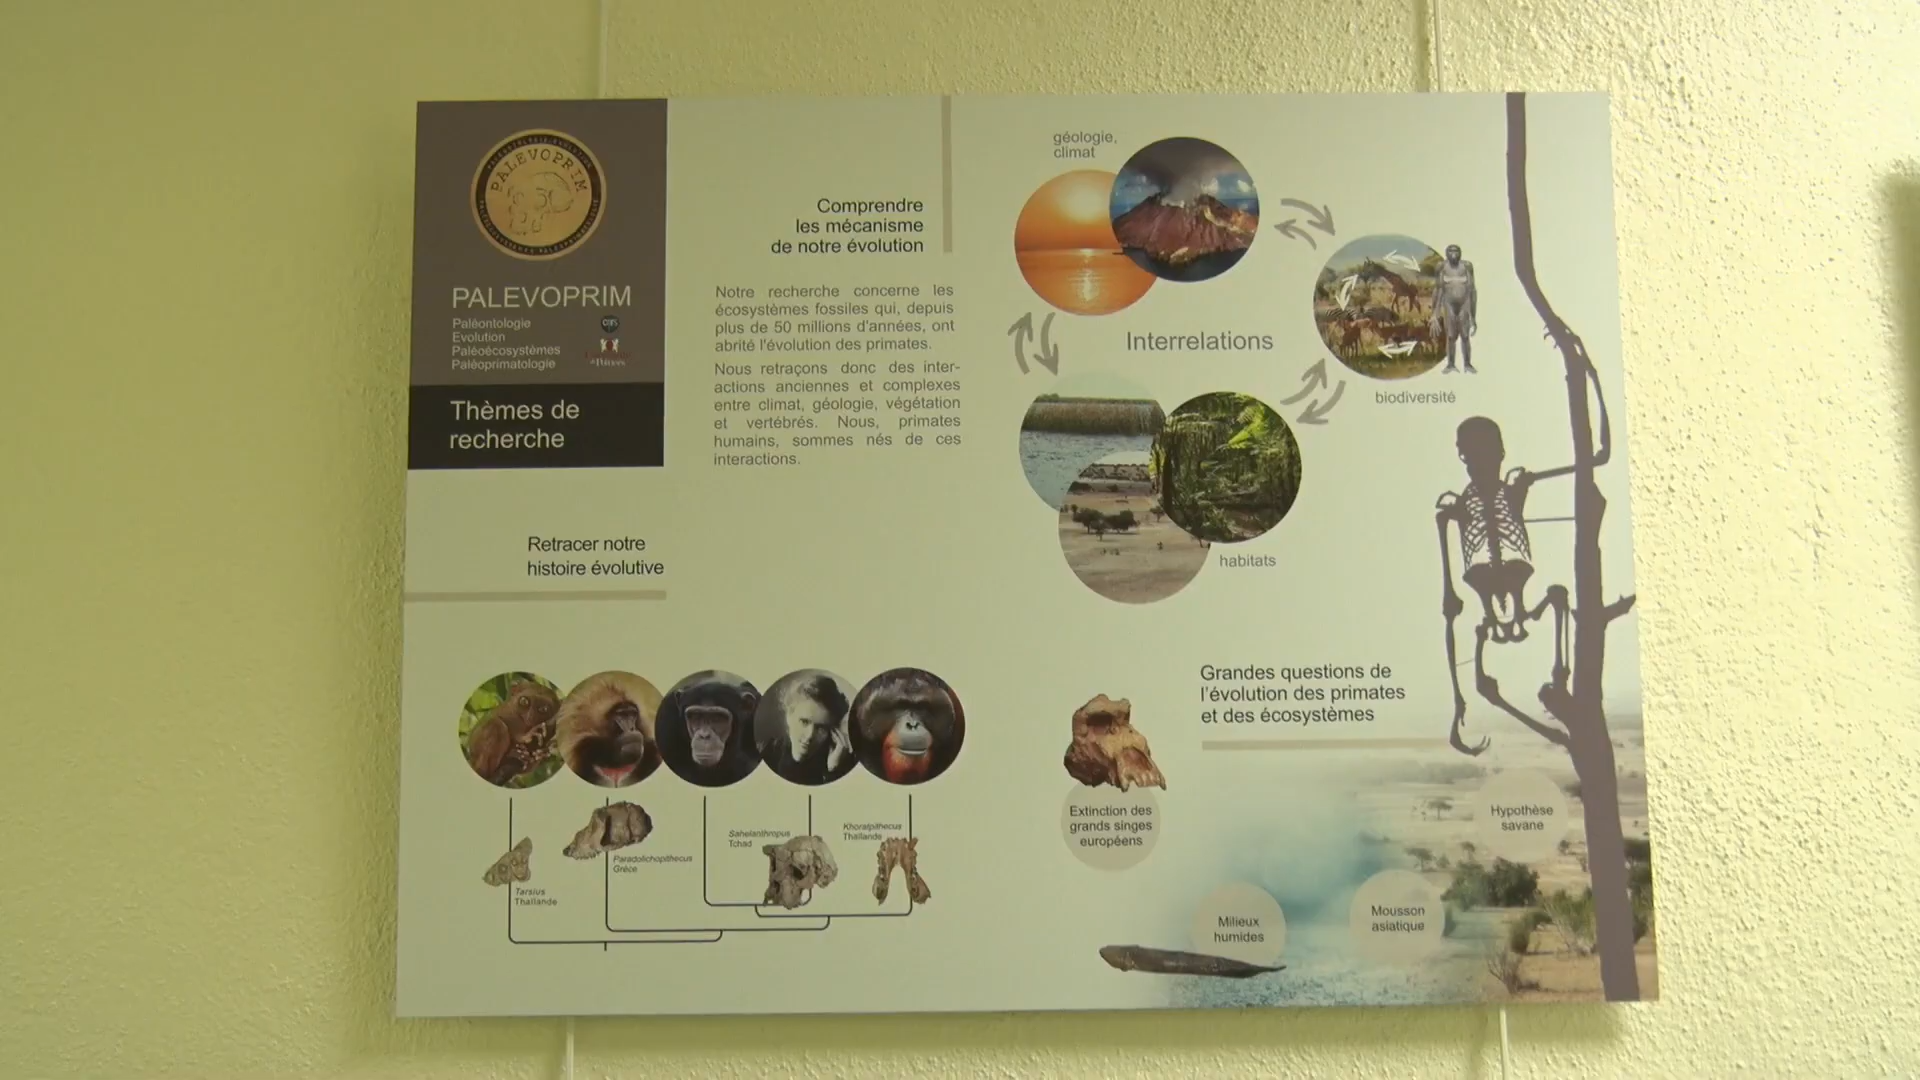 PALEVOPRIM
PALEVOPRIM
Paléontologie
Evolution
Paléoécosystèmes
Paléoprimatologie
cnrs
Thèmes de
recherche
Comprendre
les mécanisme
de notre évolution
Notre recherche concerne les
écosystèmes fossiles qui, depuis
plus de 50 millions d'années, ont
abrité l'évolution des primates.
Nous retraçons donc des inter-
actions anciennes et complexes
entre climat, géologie, végétation
et vertébrés. Nous, primates
humains, sommes nés de ces
interactions.
géologie,
climat
Interrelations
biodiversité
habitats
Retracer notre
histoire évolutive
Tarsius
Thaïlande
Paradolichopithecus
Grèce
Sahelanthropus
Tchad
Khoratpithecus
Thaïlande
Grandes questions de
l'évolution des primates
et des écosystèmes
Extinction des
grands singes
européens
Hypothèse
savane
Milieux
humides
Mousson
asiatique